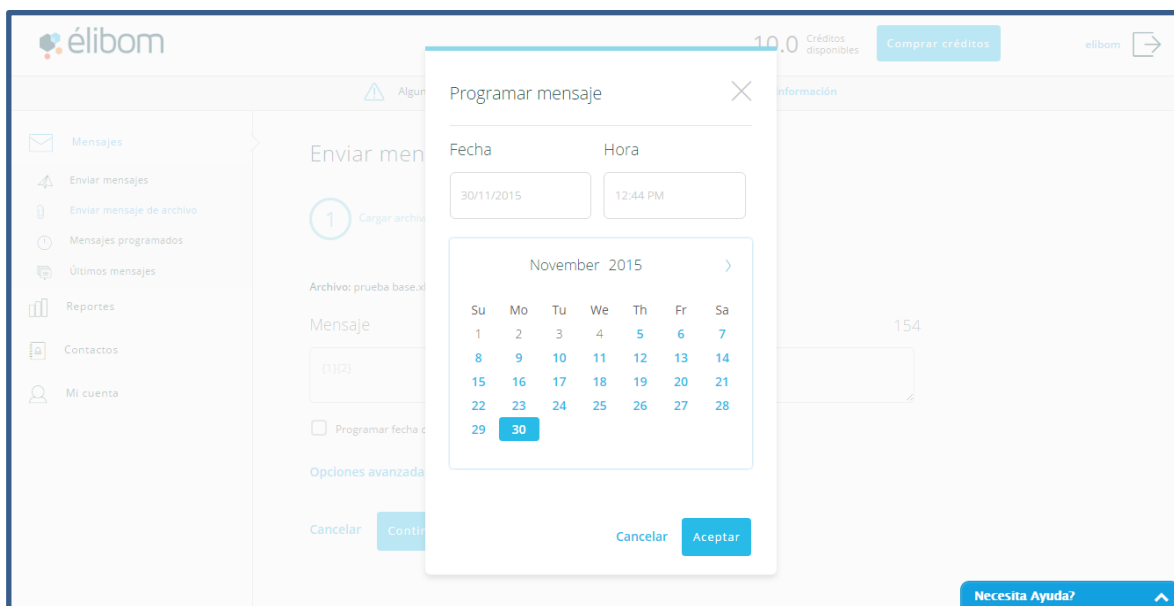 élibom
10.0 Créditos disponibles
Comprar créditos
elibom
Algun
nformación
Mensajes
Enviar mensajes
Enviar mensaje de archivo
Mensajes programados
Últimos mensajes
Reportes
Contactos
Mi cuenta
Enviar men
1 Cargar archiv
Archivo: prueba base.xl
Mensaje
154
{1}{2}
Programar fecha d
Opciones avanzada
Cancelar
Contin
Programar mensaje
Fecha Hora
30/11/2015 12:44 PM
November 2015
Su Mo Tu We Th Fr Sa
1 2 3 4 5 6 7
8 9 10 11 12 13 14
15 16 17 18 19 20 21
22 23 24 25 26 27 28
29 30
Cancelar Aceptar
Necesita Ayuda?